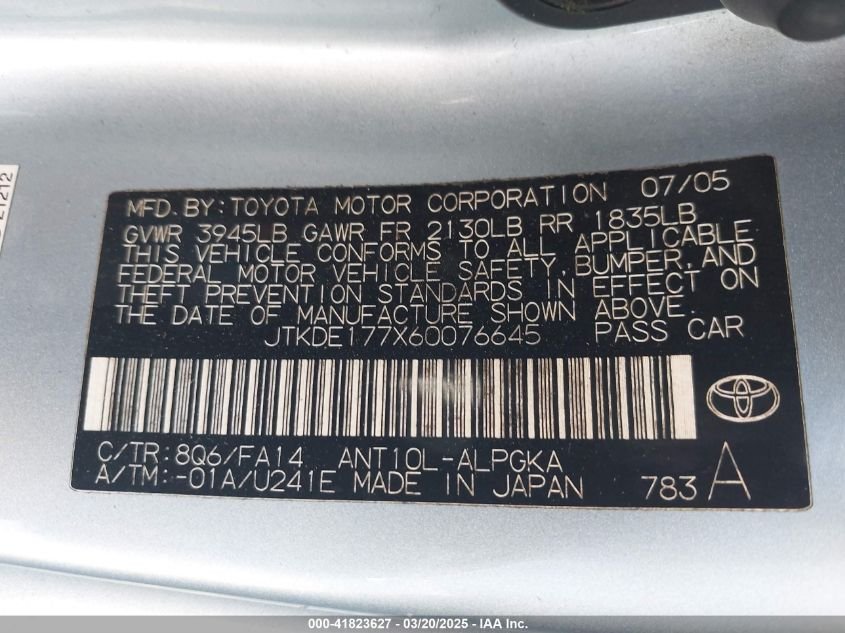 MFD. BY: TOYOTA MOTOR CORPORATION 07/05
GVWR 3945LB GAWR FR 2130LB RR 1835LB
THIS VEHICLE CONFORMS TO ALL APPLICABLE
FEDERAL MOTOR VEHICLE SAFETY, BUMPER, AND
THEFT PREVENTION STANDARDS IN EFFECT ON
THE DATE OF MANUFACTURE SHOWN ABOVE.
JTKDE177X60076645 PASS CAR
C/TR: 8Q6/FA14 ANT10L-ALPGKA
A/TM: -01A/U241E MADE IN JAPAN 783 A
000-41823627 - 03/20/2025 - IAA Inc.